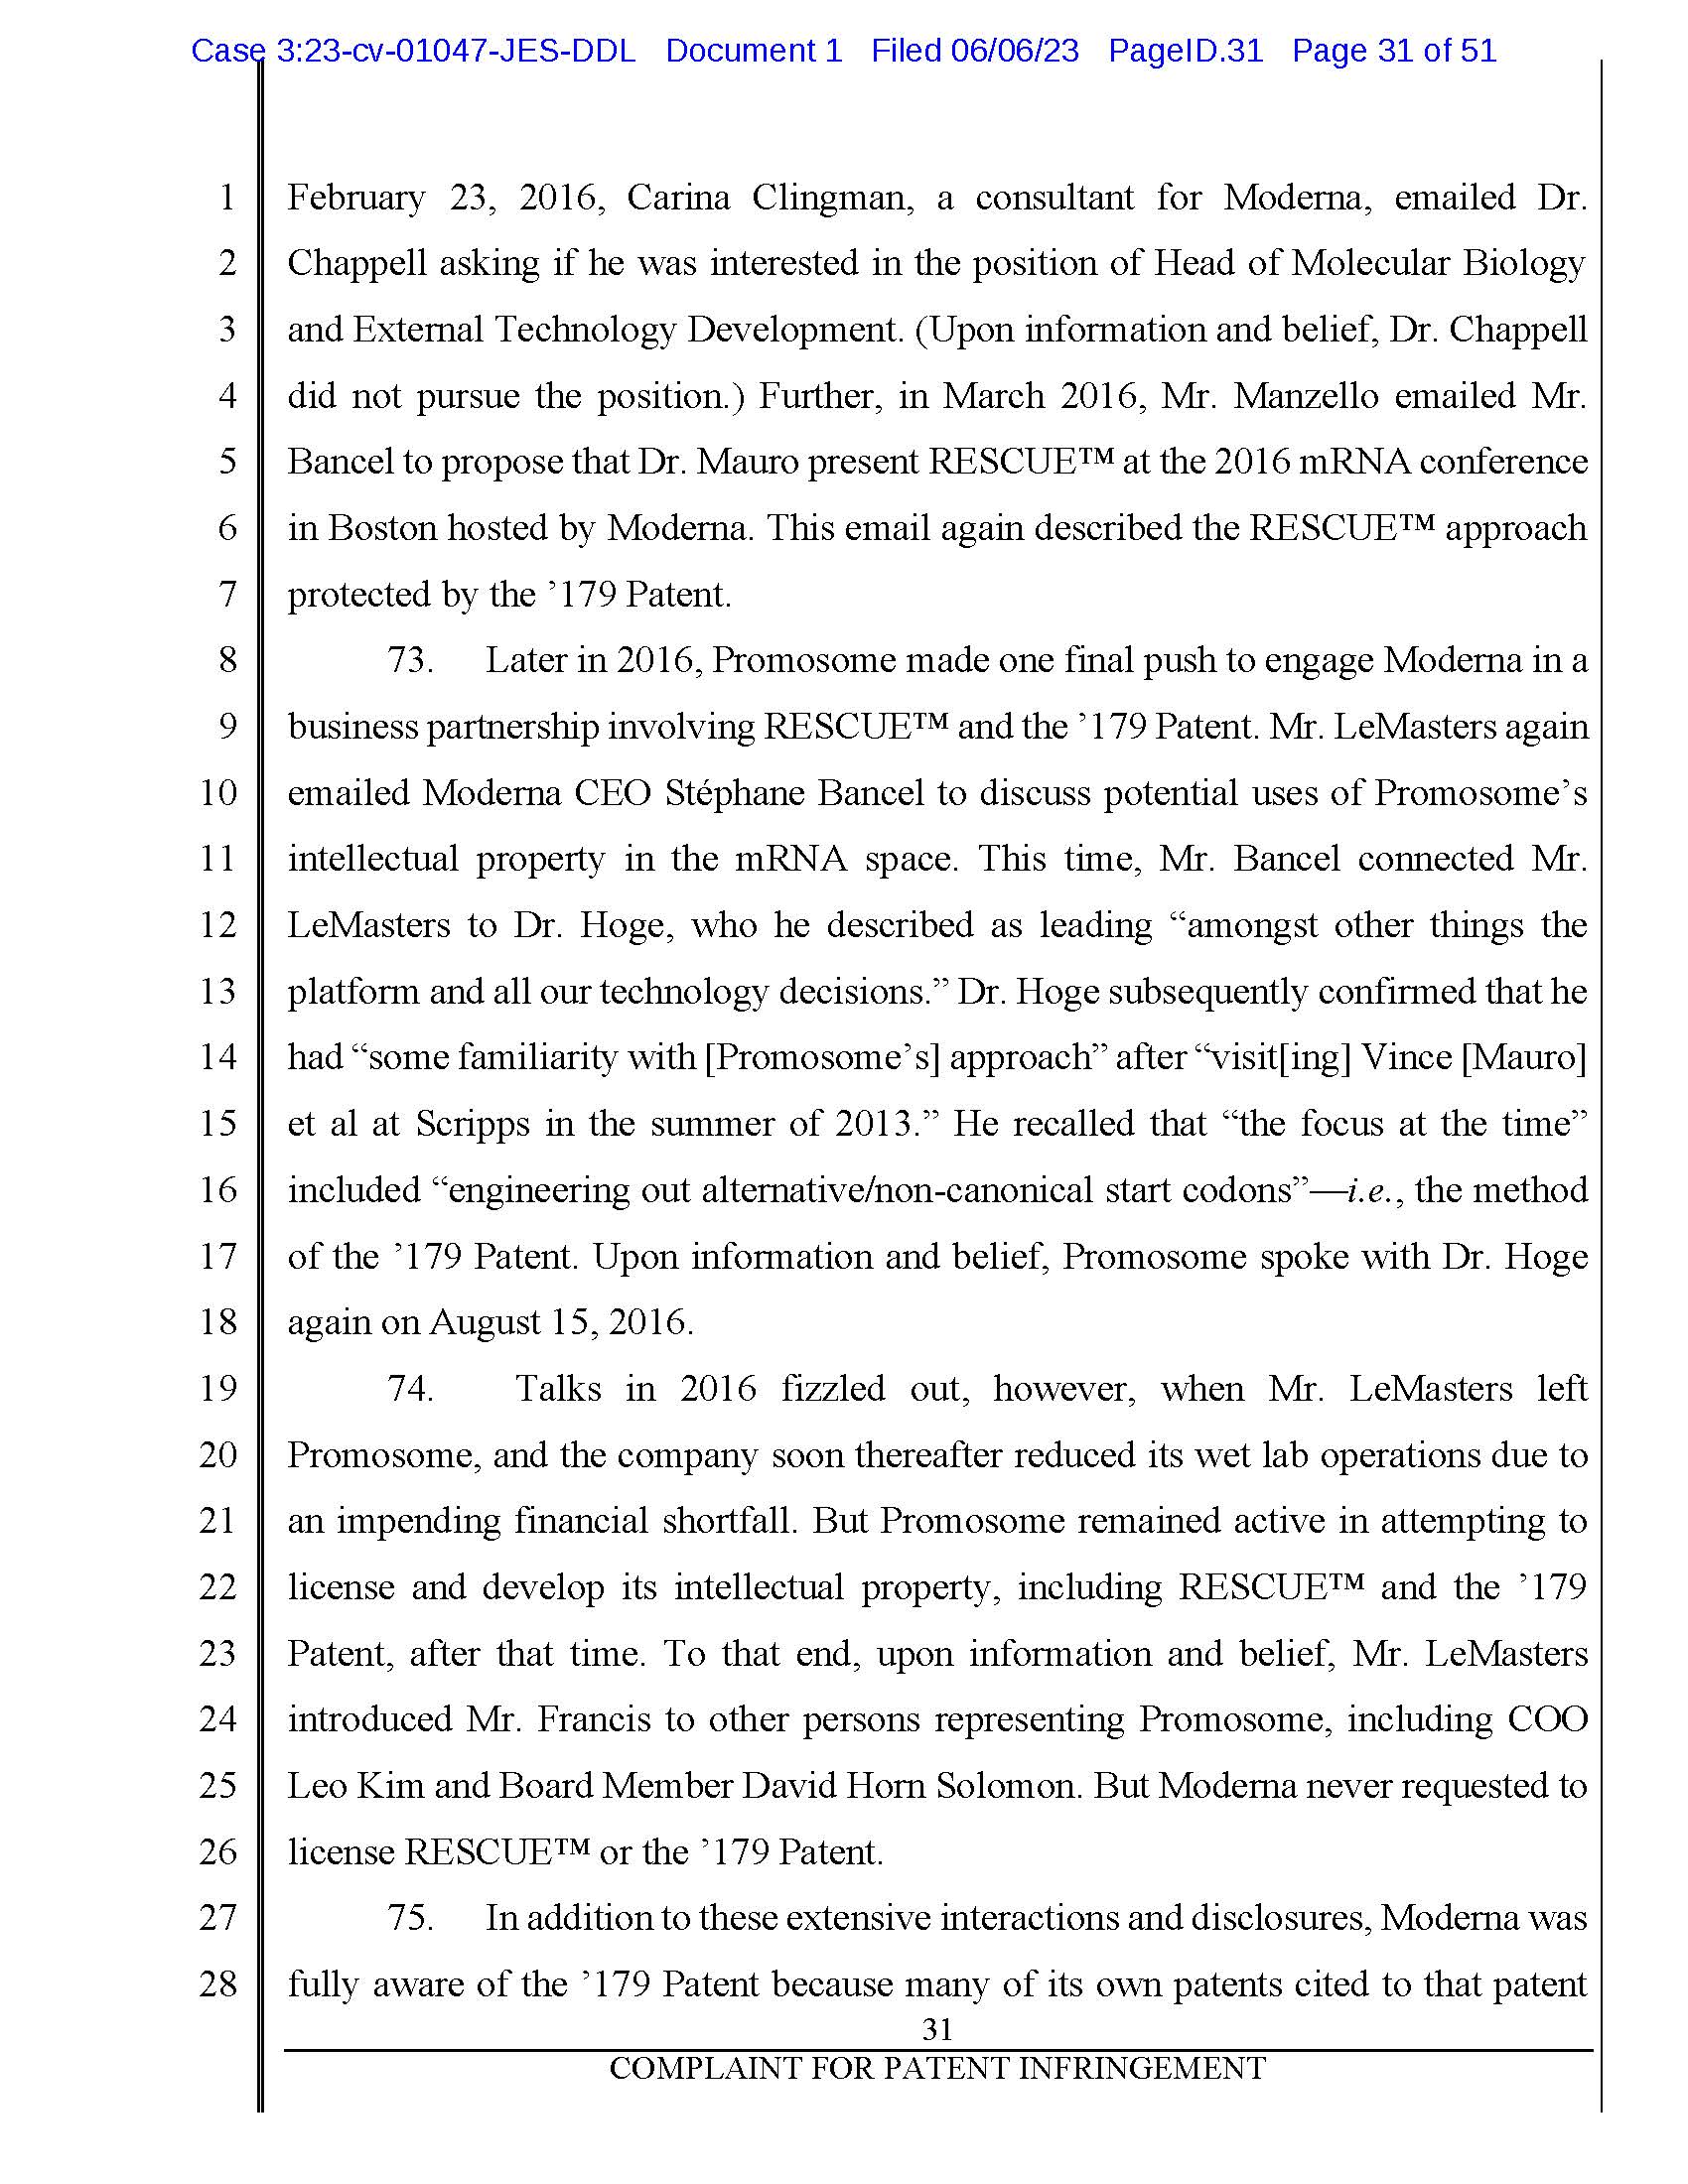 Case 3:23-cv-01047-JES-DDL Document 1 Filed 06/06/23 PageID.31 Page 31 of 51
1 February 23, 2016, Carina Clingman, a consultant for Moderna, emailed Dr.
2 Chappell asking if he was interested in the position of Head of Molecular Biology
3 and External Technology Development. (Upon information and belief, Dr. Chappell
4 did not pursue the position.) Further, in March 2016, Mr. Manzello emailed Mr.
5 Bancel to propose that Dr. Mauro present RESCUE™ at the 2016 mRNA conference
6 in Boston hosted by Moderna. This email again described the RESCUE™ approach
7 protected by the ’179 Patent.
8 73. Later in 2016, Promosome made one final push to engage Moderna in a
9 business partnership involving RESCUE™ and the ’179 Patent. Mr. LeMasters again
10 emailed Moderna CEO Stéphane Bancel to discuss potential uses of Promosome’s
11 intellectual property in the mRNA space. This time, Mr. Bancel connected Mr.
12 LeMasters to Dr. Hoge, who he described as leading “amongst other things the
13 platform and all our technology decisions.” Dr. Hoge subsequently confirmed that he
14 had “some familiarity with [Promosome’s] approach” after “visit[ing] Vince [Mauro]
15 et al at Scripps in the summer of 2013.” He recalled that “the focus at the time”
16 included “engineering out alternative/non-canonical start codons”—i.e., the method
17 of the ’179 Patent. Upon information and belief, Promosome spoke with Dr. Hoge
18 again on August 15, 2016.
19 74. Talks in 2016 fizzled out, however, when Mr. LeMasters left
20 Promosome, and the company soon thereafter reduced its wet lab operations due to
21 an impending financial shortfall. But Promosome remained active in attempting to
22 license and develop its intellectual property, including RESCUE™ and the ’179
23 Patent, after that time. To that end, upon information and belief, Mr. LeMasters
24 introduced Mr. Francis to other persons representing Promosome, including COO
25 Leo Kim and Board Member David Horn Solomon. But Moderna never requested to
26 license RESCUE™ or the ’179 Patent.
27 75. In addition to these extensive interactions and disclosures, Moderna was
28 fully aware of the ’179 Patent because many of its own patents cited to that patent
31
COMPLAINT FOR PATENT INFRINGEMENT